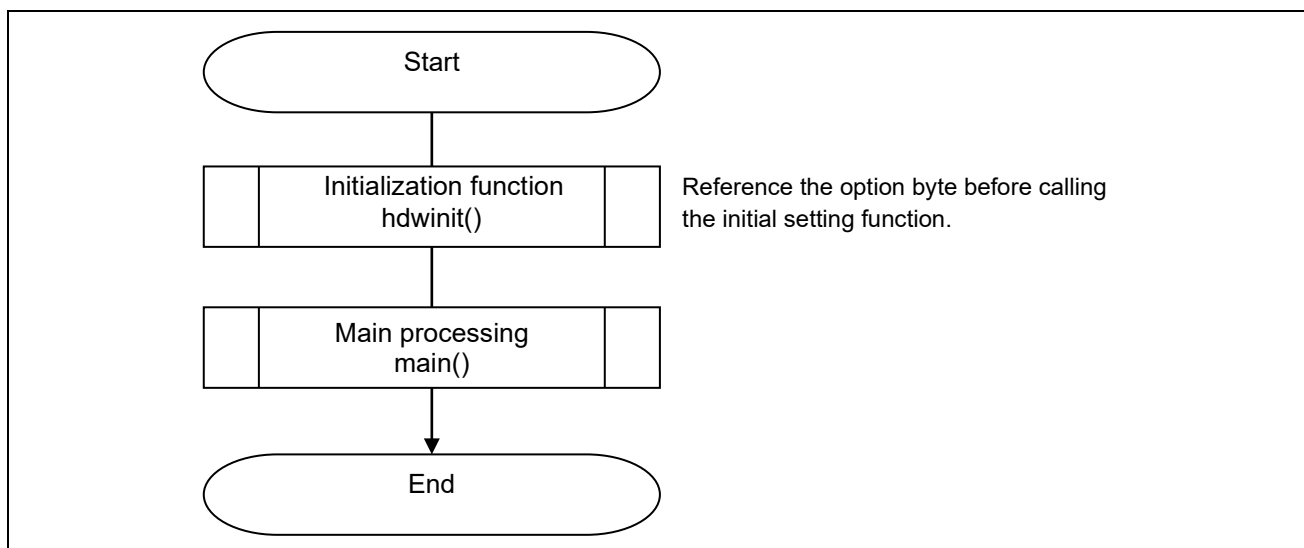 Start
Initialization function
hdwinit()
Reference the option byte before calling
the initial setting function.
Main processing
main()
End